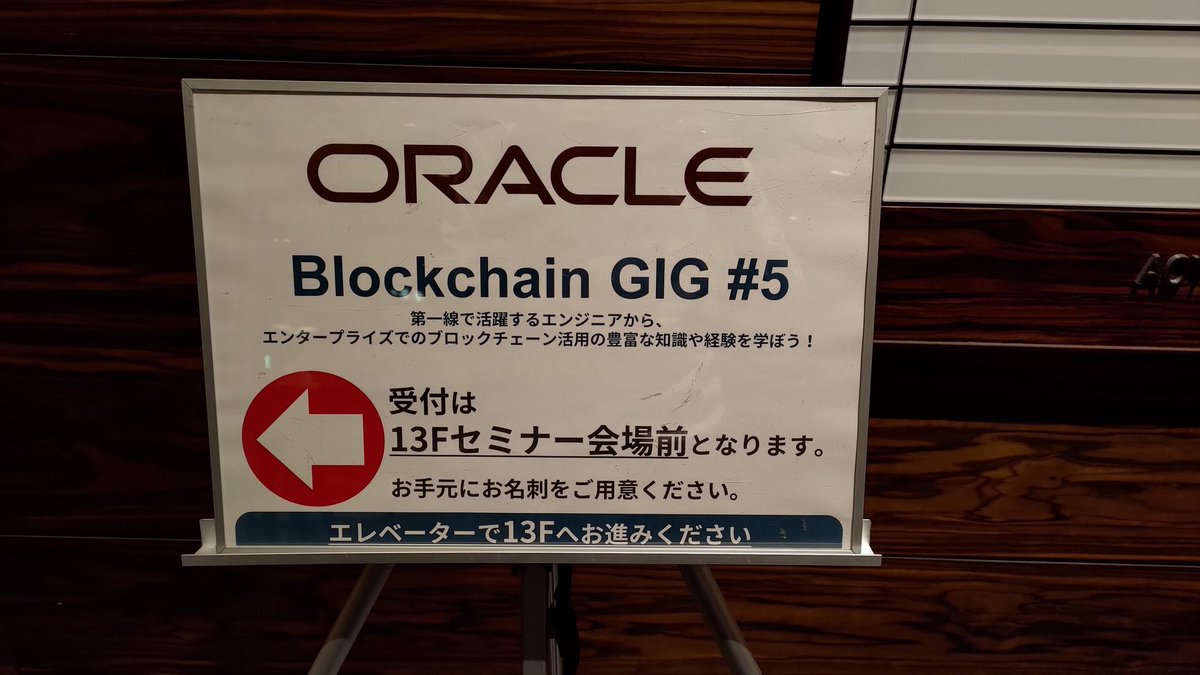 ORACLE
Blockchain GIG #5
第一線で活躍するエンジニアから、
エンタープライズでのブロックチェーン活用の豊富な知識や経験を学ぼう！
受付は
13Fセミナー会場前となります。
お手元にお名刺をご用意ください。
エレベーターで13Fへお進みください